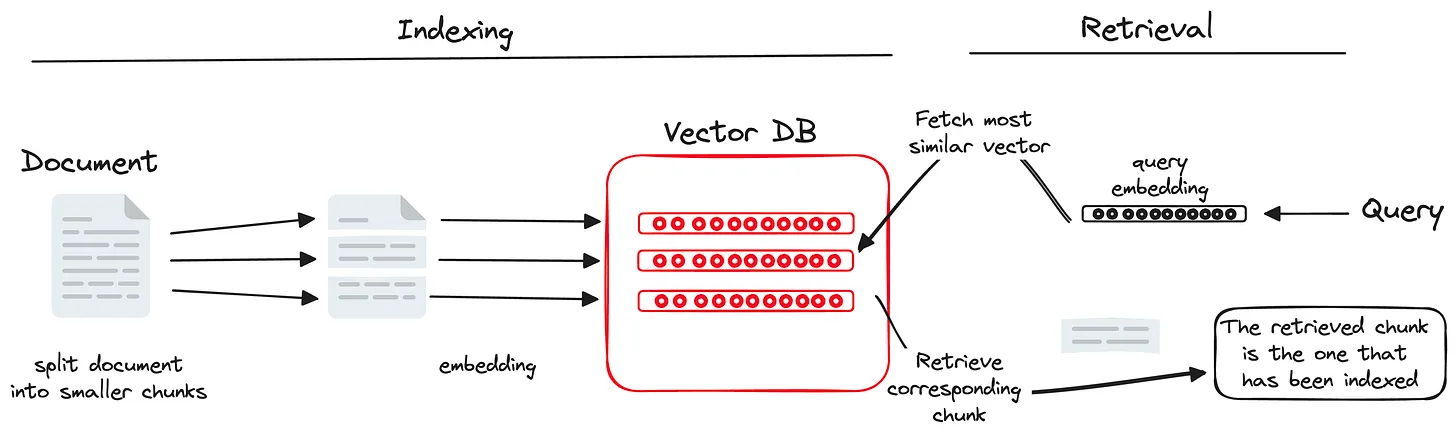 Indexing
Retrieval
Document
split document
into smaller chunks
embedding
Vector DB
Fetch most
similar vector
query
embedding
Query
Retrieve
corresponding
chunk
The retrieved chunk
is the one that
has been indexed